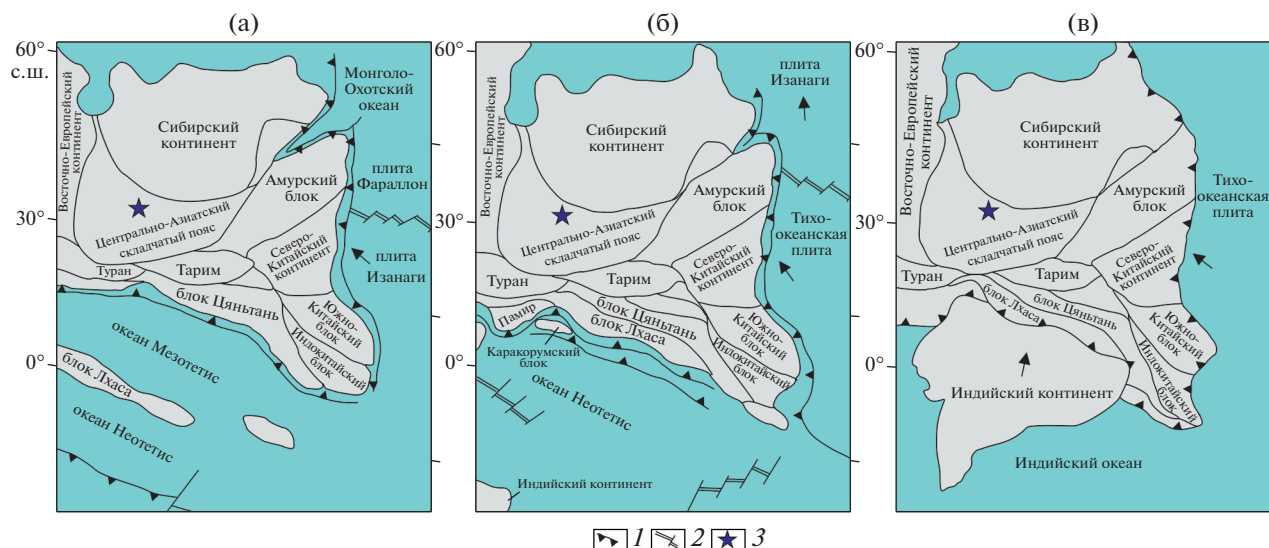 (а)
60°
с.ш.
30°
0°
Восточно-Европейский
континент
Сибирский
континент
Монголо-
Охотский
океан
плита
Фараллон
плита
Изанаги
Амурский
блок
Центрально-Азиатский
складчатый пояс
Северо-
Китайский
континент
Туран
Тарим
блок Цяньтань
Южно-
Китайский
блок
Индокитайский
блок
океан Мезотетис
блок Лхаса
океан Неотетис
(б)
60°
30°
0°
Восточно-Европейский
континент
Сибирский
континент
плита
Изанаги
Амурский
блок
Тихо-
океанская
плита
Центрально-Азиатский
складчатый пояс
Северо-
Китайский
континент
Туран
Тарим
блок Цяньтань
блок Лхаса
Памир
Каракорумский
блок
Южно-
Китайский
блок
Индокитайский
блок
океан Неотетис
Индийский континент
(в)
60°
30°
0°
Восточно-Европейский
континент
Сибирский
континент
Амурский
блок
Тихо-
океанская
плита
Центрально-Азиатский
складчатый пояс
Северо-
Китайский
континент
Туран
Тарим
блок Цяньтань
блок Лхаса
Южно-
Китайский
блок
Индокитайский
блок
Индийский континент
Индийский океан
1 2 3